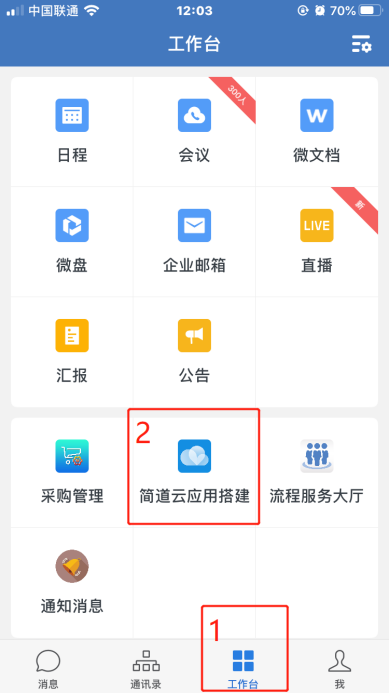 中国联通 12:03 70%
工作台
日程 会议 300人 微文档
W
微盘 企业邮箱 直播 新
LIVE
汇报 公告
2
采购管理 简道云应用搭建 流程服务大厅
通知消息
1
消息 通讯录 工作台 我